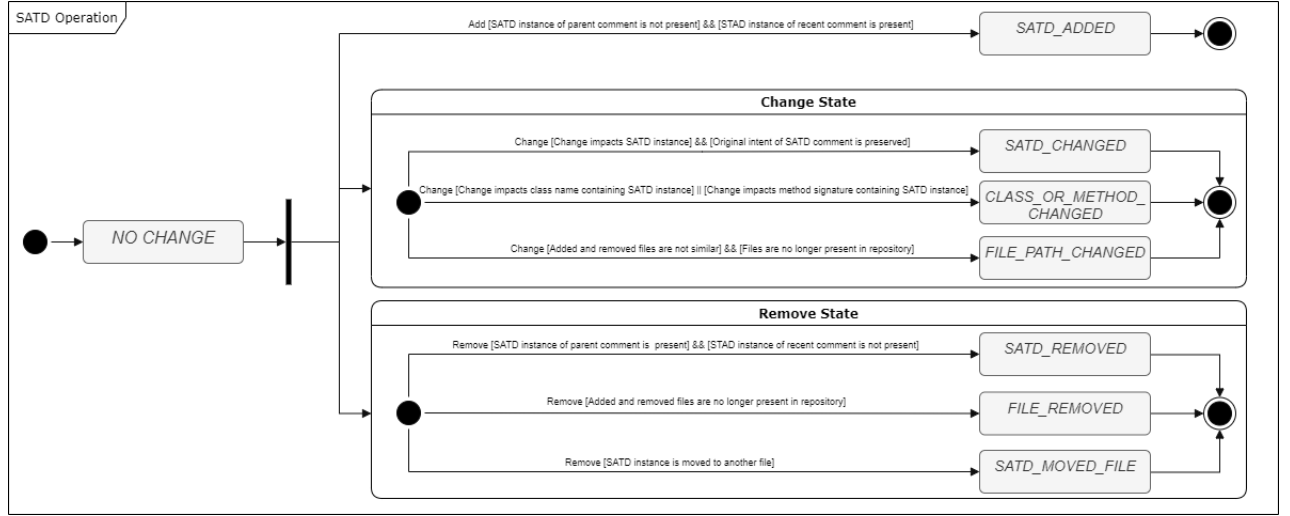 SATD Operation
Add [SATD instance of parent comment is not present] && [STAD instance of recent comment is present]
SATD_ADDED
Change State
Change [Change impacts SATD instance] && [Original intent of SATD comment is preserved]
SATD_CHANGED
Change [Change impacts class name containing SATD instance] || [Change impacts method signature containing SATD instance]
CLASS_OR_METHOD_
CHANGED
NO CHANGE
Change [Added and removed files are not similar] && [Files are no longer present in repository]
FILE_PATH_CHANGED
Remove State
Remove [SATD instance of parent comment is present] && [STAD instance of recent comment is not present]
SATD_REMOVED
Remove [Added and removed files are no longer present in repository]
FILE_REMOVED
Remove [SATD instance is moved to another file]
SATD_MOVED_FILE